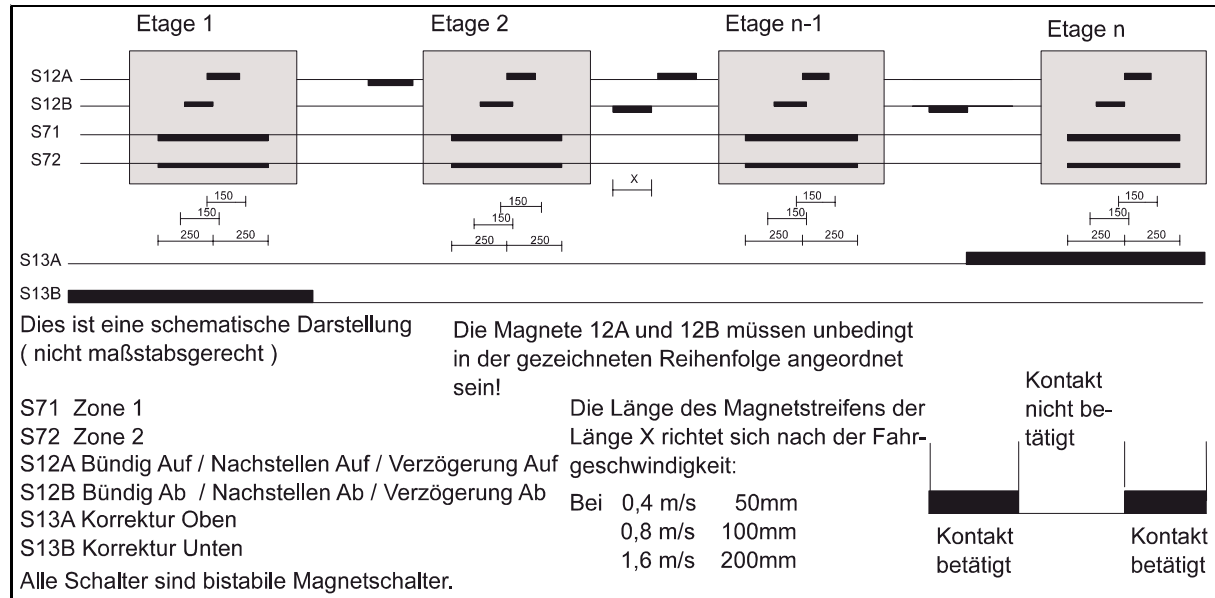 Etage 1 Etage 2 Etage n-1 Etage n
S12A
S12B
S71
S72
X
150 150 150 150
150 150 150 150
250 250 250 250 250 250 250 250
S13A
S13B
Dies ist eine schematische Darstellung
( nicht maßstabsgerecht )
Die Magnete 12A und 12B müssen unbedingt
in der gezeichneten Reihenfolge angeordnet
sein!
S71 Zone 1
S72 Zone 2
S12A Bündig Auf / Nachstellen Auf / Verzögerung Auf
S12B Bündig Ab / Nachstellen Ab / Verzögerung Ab
S13A Korrektur Oben
S13B Korrektur Unten
Alle Schalter sind bistabile Magnetschalter.
Die Länge des Magnetstreifens der
Länge X richtet sich nach der Fahr-
geschwindigkeit:
Bei 0,4 m/s 50mm
0,8 m/s 100mm
1,6 m/s 200mm
Kontakt
nicht be-
tätigt
Kontakt
betätigt
Kontakt
betätigt